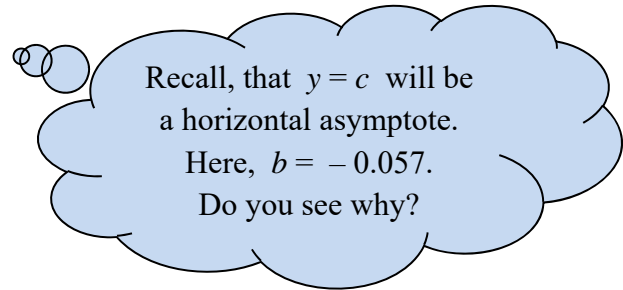 Recall, that y = c will be
a horizontal asymptote.
Here, b = – 0.057.
Do you see why?